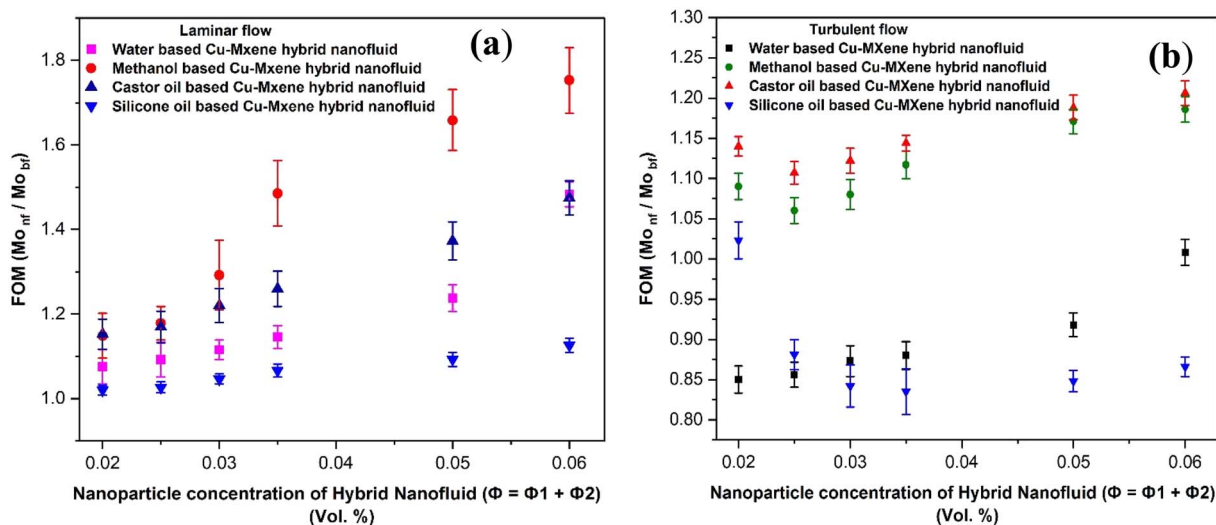 (a)
Laminar flow
Water based Cu-Mxene hybrid nanofluid
Methanol based Cu-Mxene hybrid nanofluid
Castor oil based Cu-Mxene hybrid nanofluid
Silicone oil based Cu-Mxene hybrid nanofluid
FOM (Mo_nf / Mo_bf)
1.8
1.6
1.4
1.2
1.0
0.02
0.03
0.04
0.05
0.06
Nanoparticle concentration of Hybrid Nanofluid (Φ = Φ1 + Φ2)
(Vol. %)
(b)
Turbulent flow
Water based Cu-MXene hybrid nanofluid
Methanol based Cu-MXene hybrid nanofluid
Castor oil based Cu-MXene hybrid nanofluid
Silicone oil based Cu-MXene hybrid nanofluid
FOM (Mo_nf / Mo_bf)
1.30
1.25
1.20
1.15
1.10
1.05
1.00
0.95
0.90
0.85
0.80
0.02
0.03
0.04
0.05
0.06
Nanoparticle concentration of Hybrid Nanofluid (Φ = Φ1 + Φ2)
(Vol. %)